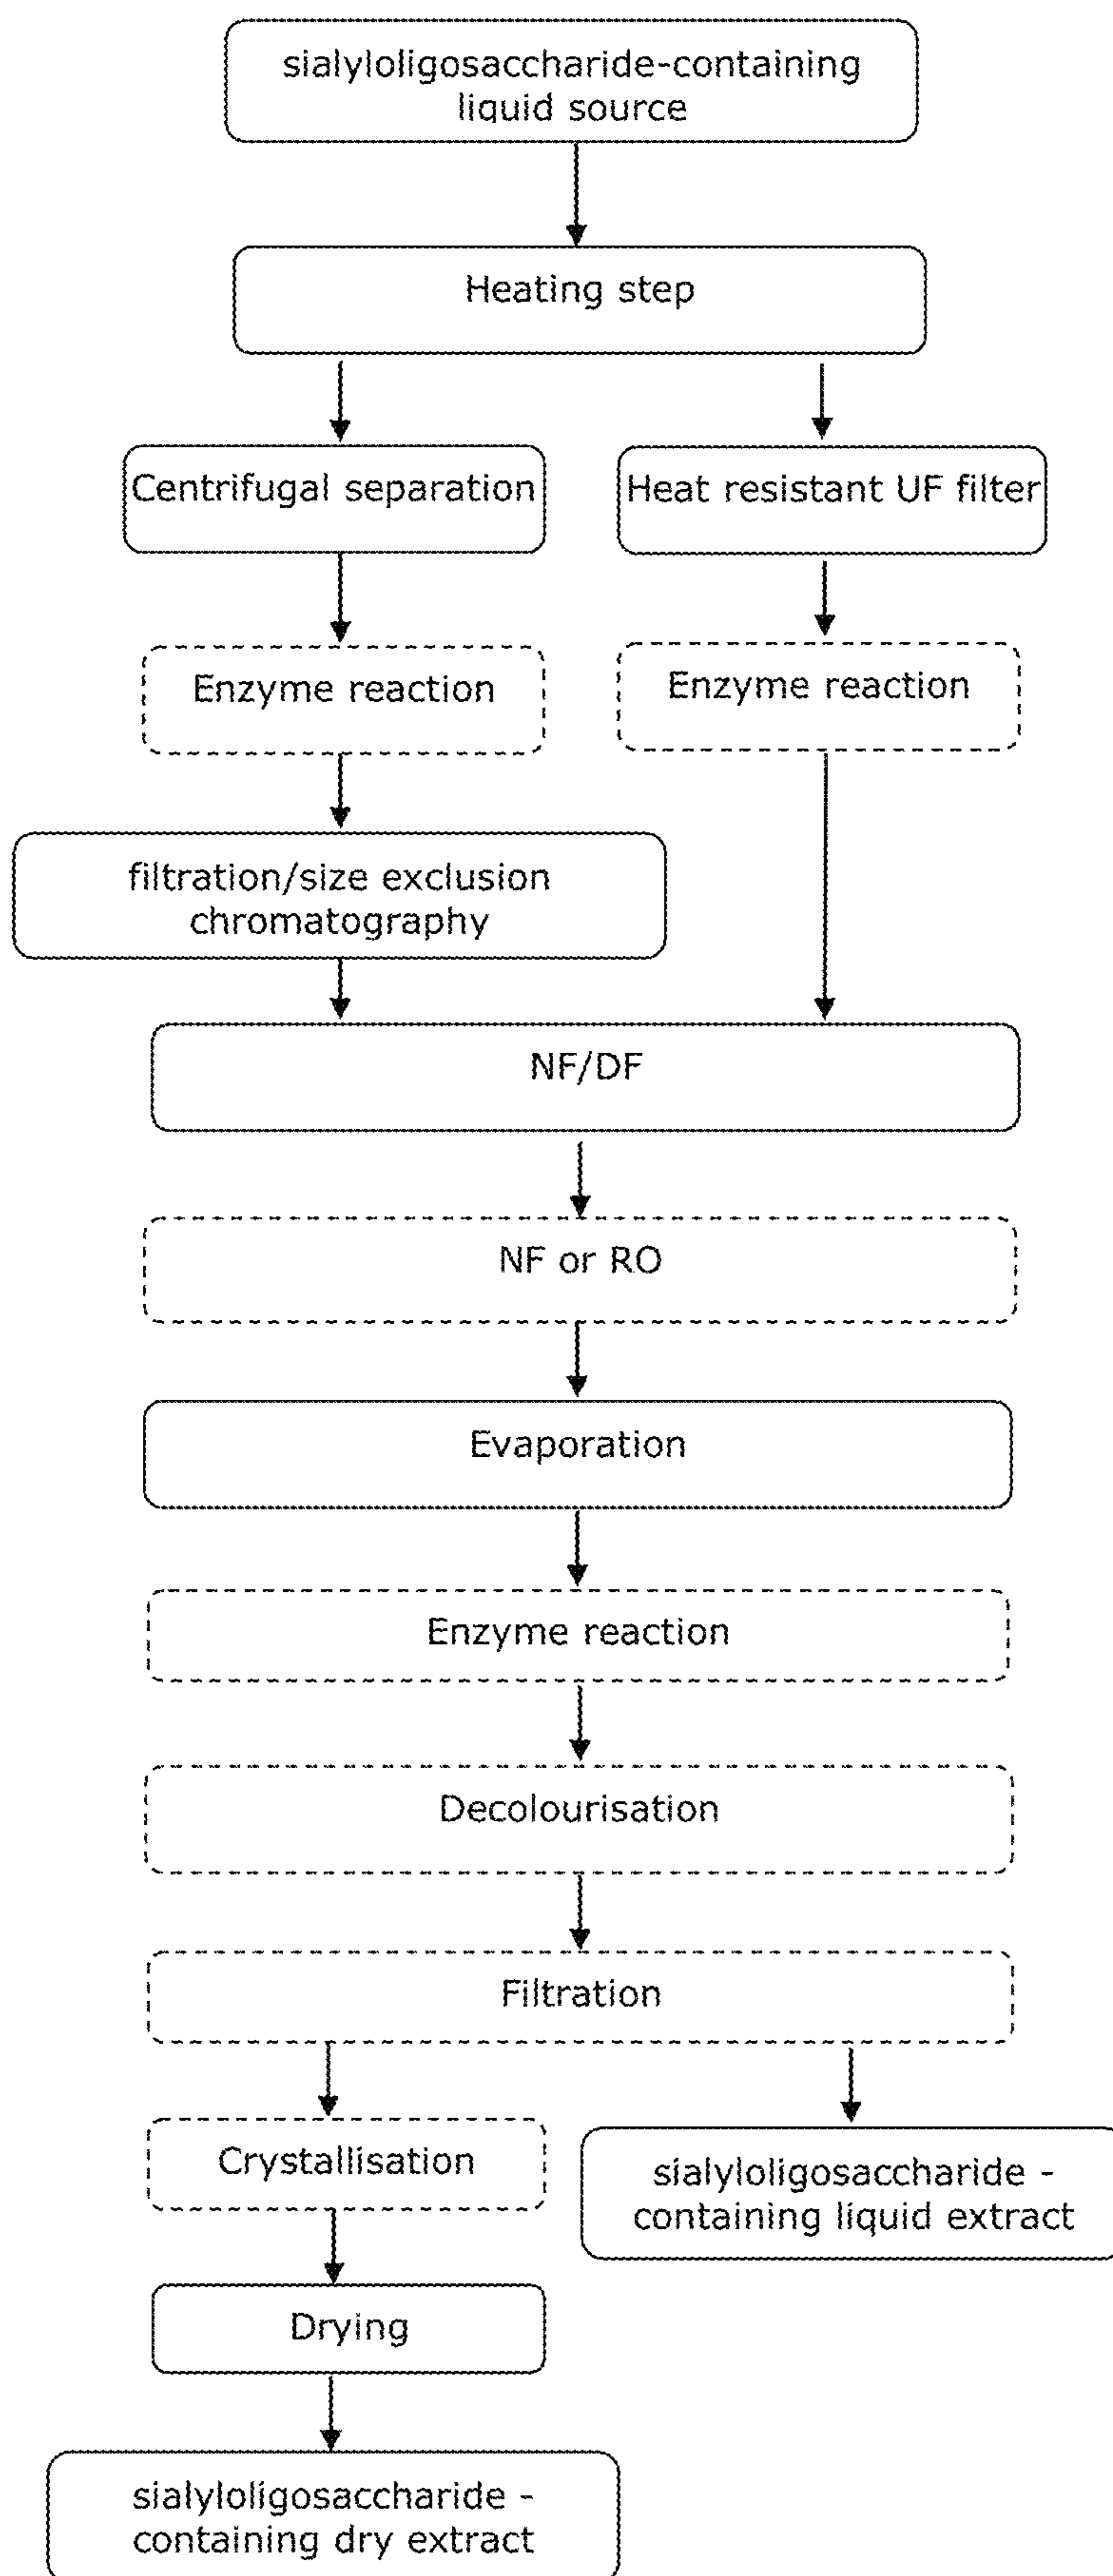 sialyloligosaccharide-containing
liquid source
Heating step
Centrifugal separation
Heat resistant UF filter
Enzyme reaction
Enzyme reaction
filtration/size exclusion
chromatography
NF/DF
NF or RO
Evaporation
Enzyme reaction
Decolourisation
Filtration
Crystallisation
sialyloligosaccharide -
containing liquid extract
Drying
sialyloligosaccharide -
containing dry extract